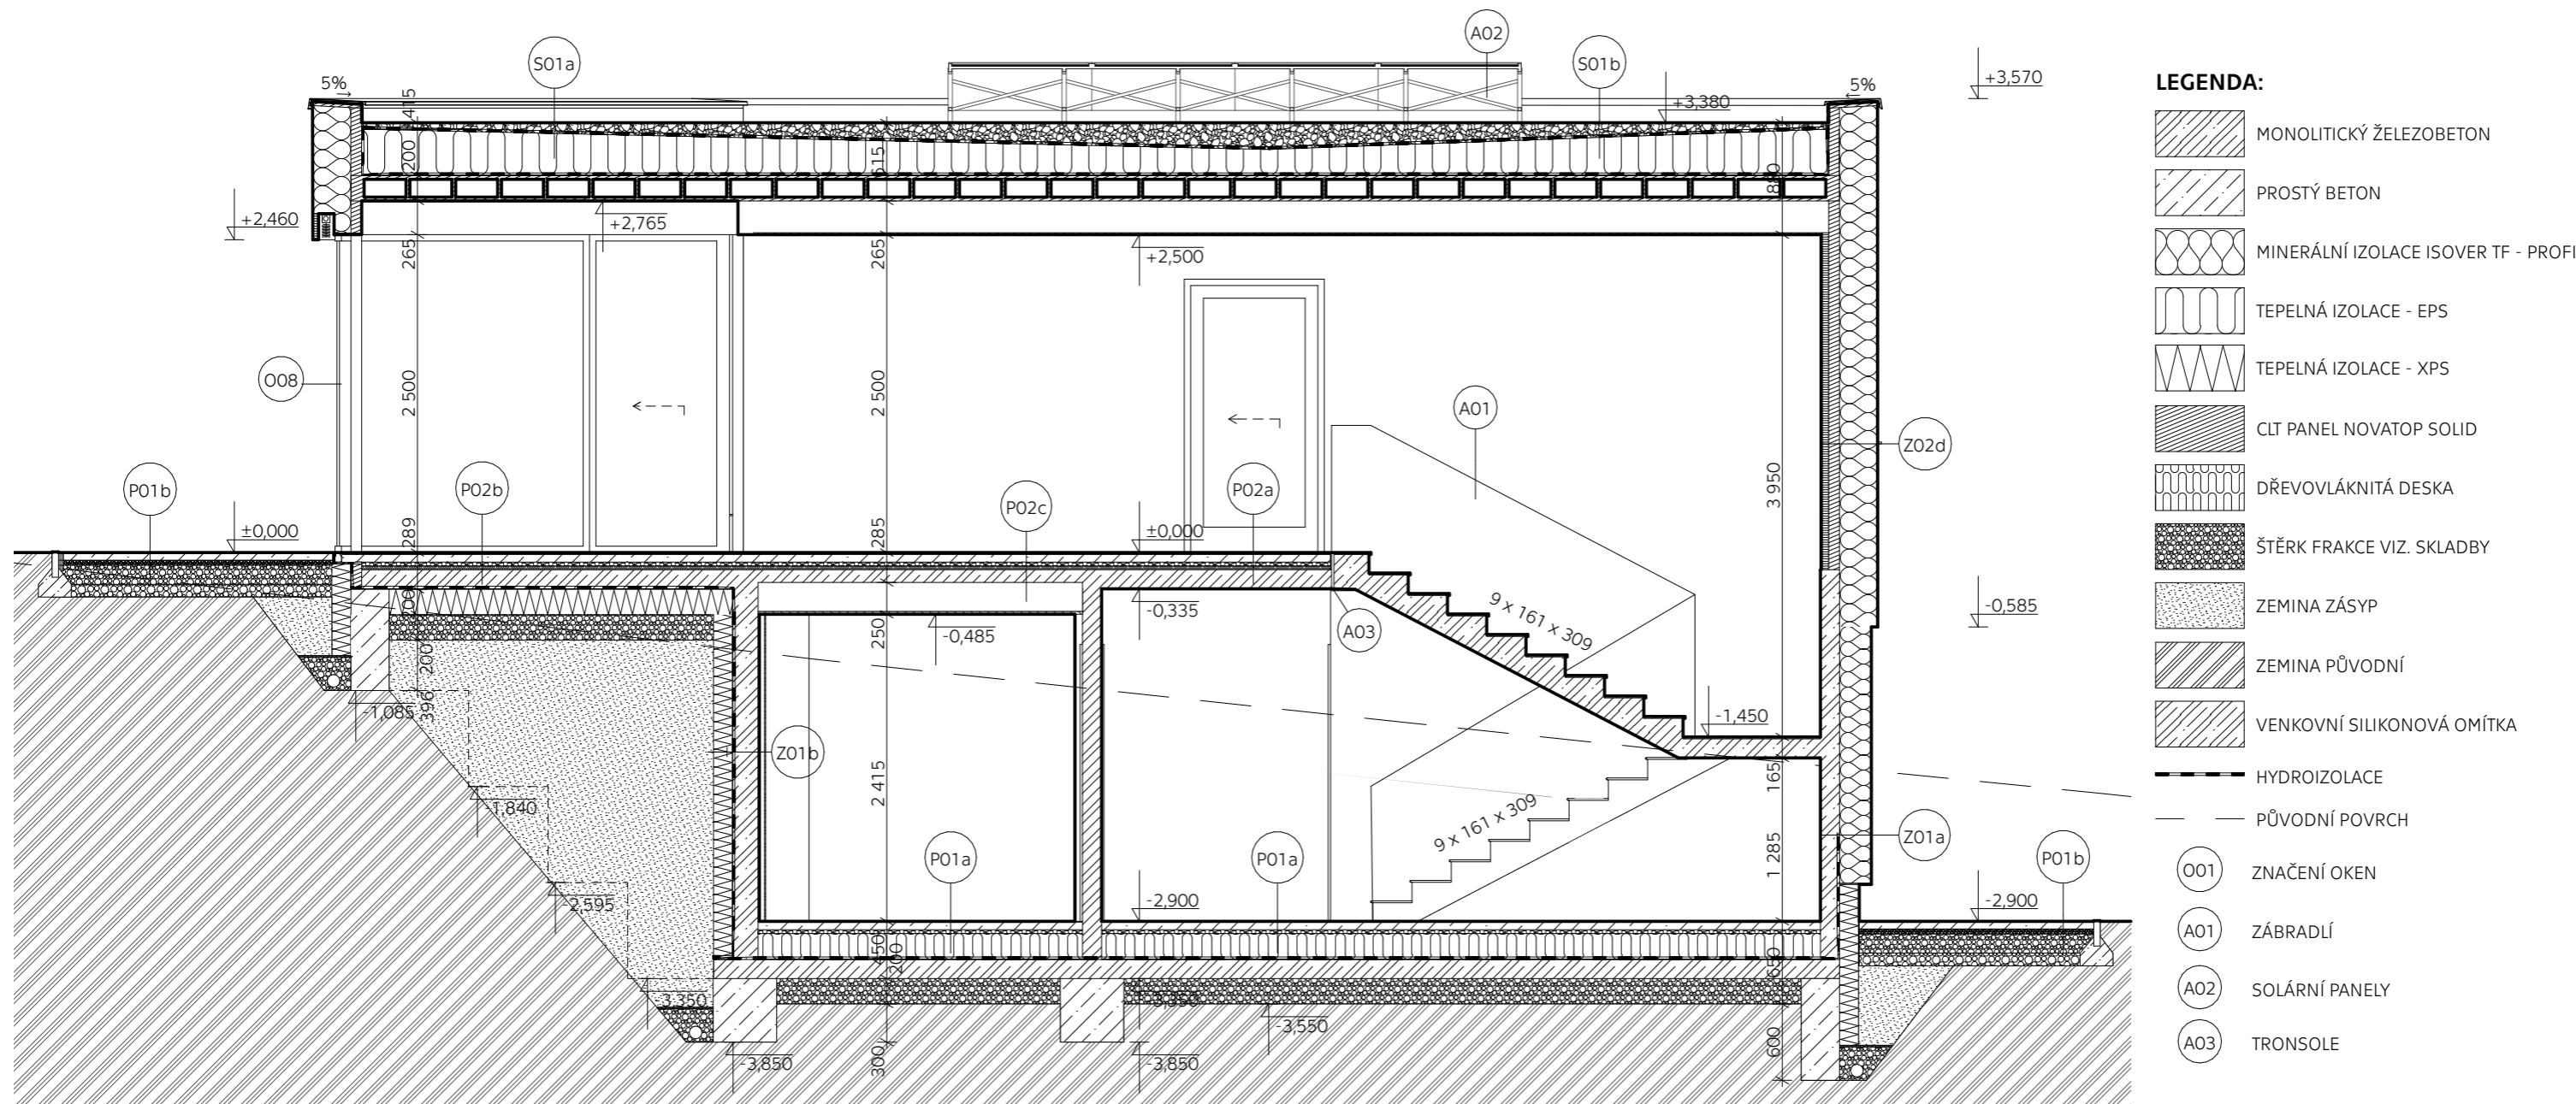 A02
S01a
S01b
5%
5%
+3,570
415
+3,380
200
615
880
+2,460
+2,765
265
265
+2,500
O08
2 500
2 500
A01
Z02d
3 950
P01b
P02b
P02c
P02a
±0,000
289
285
±0,000
200
-0,335
9 x 161 x 309
-0,585
250
-0,485
A03
200
396
-1,085
-1,450
Z01b
165
2 415
-1,840
9 x 161 x 309
1 285
Z01a
P01a
P01a
P01b
-2,595
-2,900
-2,900
450
200
650
-3,350
-3,350
-3,550
300
-3,850
-3,850
600
LEGENDA:
MONOLITICKÝ ŽELEZOBETON
PROSTÝ BETON
MINERÁLNÍ IZOLACE ISOVER TF - PROFI
TEPELNÁ IZOLACE - EPS
TEPELNÁ IZOLACE - XPS
CLT PANEL NOVATOP SOLID
DŘEVOVLÁKNITÁ DESKA
ŠTĚRK FRAKCE VIZ. SKLADBY
ZEMINA ZÁSYP
ZEMINA PŮVODNÍ
VENKOVNÍ SILIKONOVÁ OMÍTKA
HYDROIZOLACE
PŮVODNÍ POVRCH
O01 ZNAČENÍ OKEN
A01 ZÁBRADLÍ
A02 SOLÁRNÍ PANELY
A03 TRONSOLE